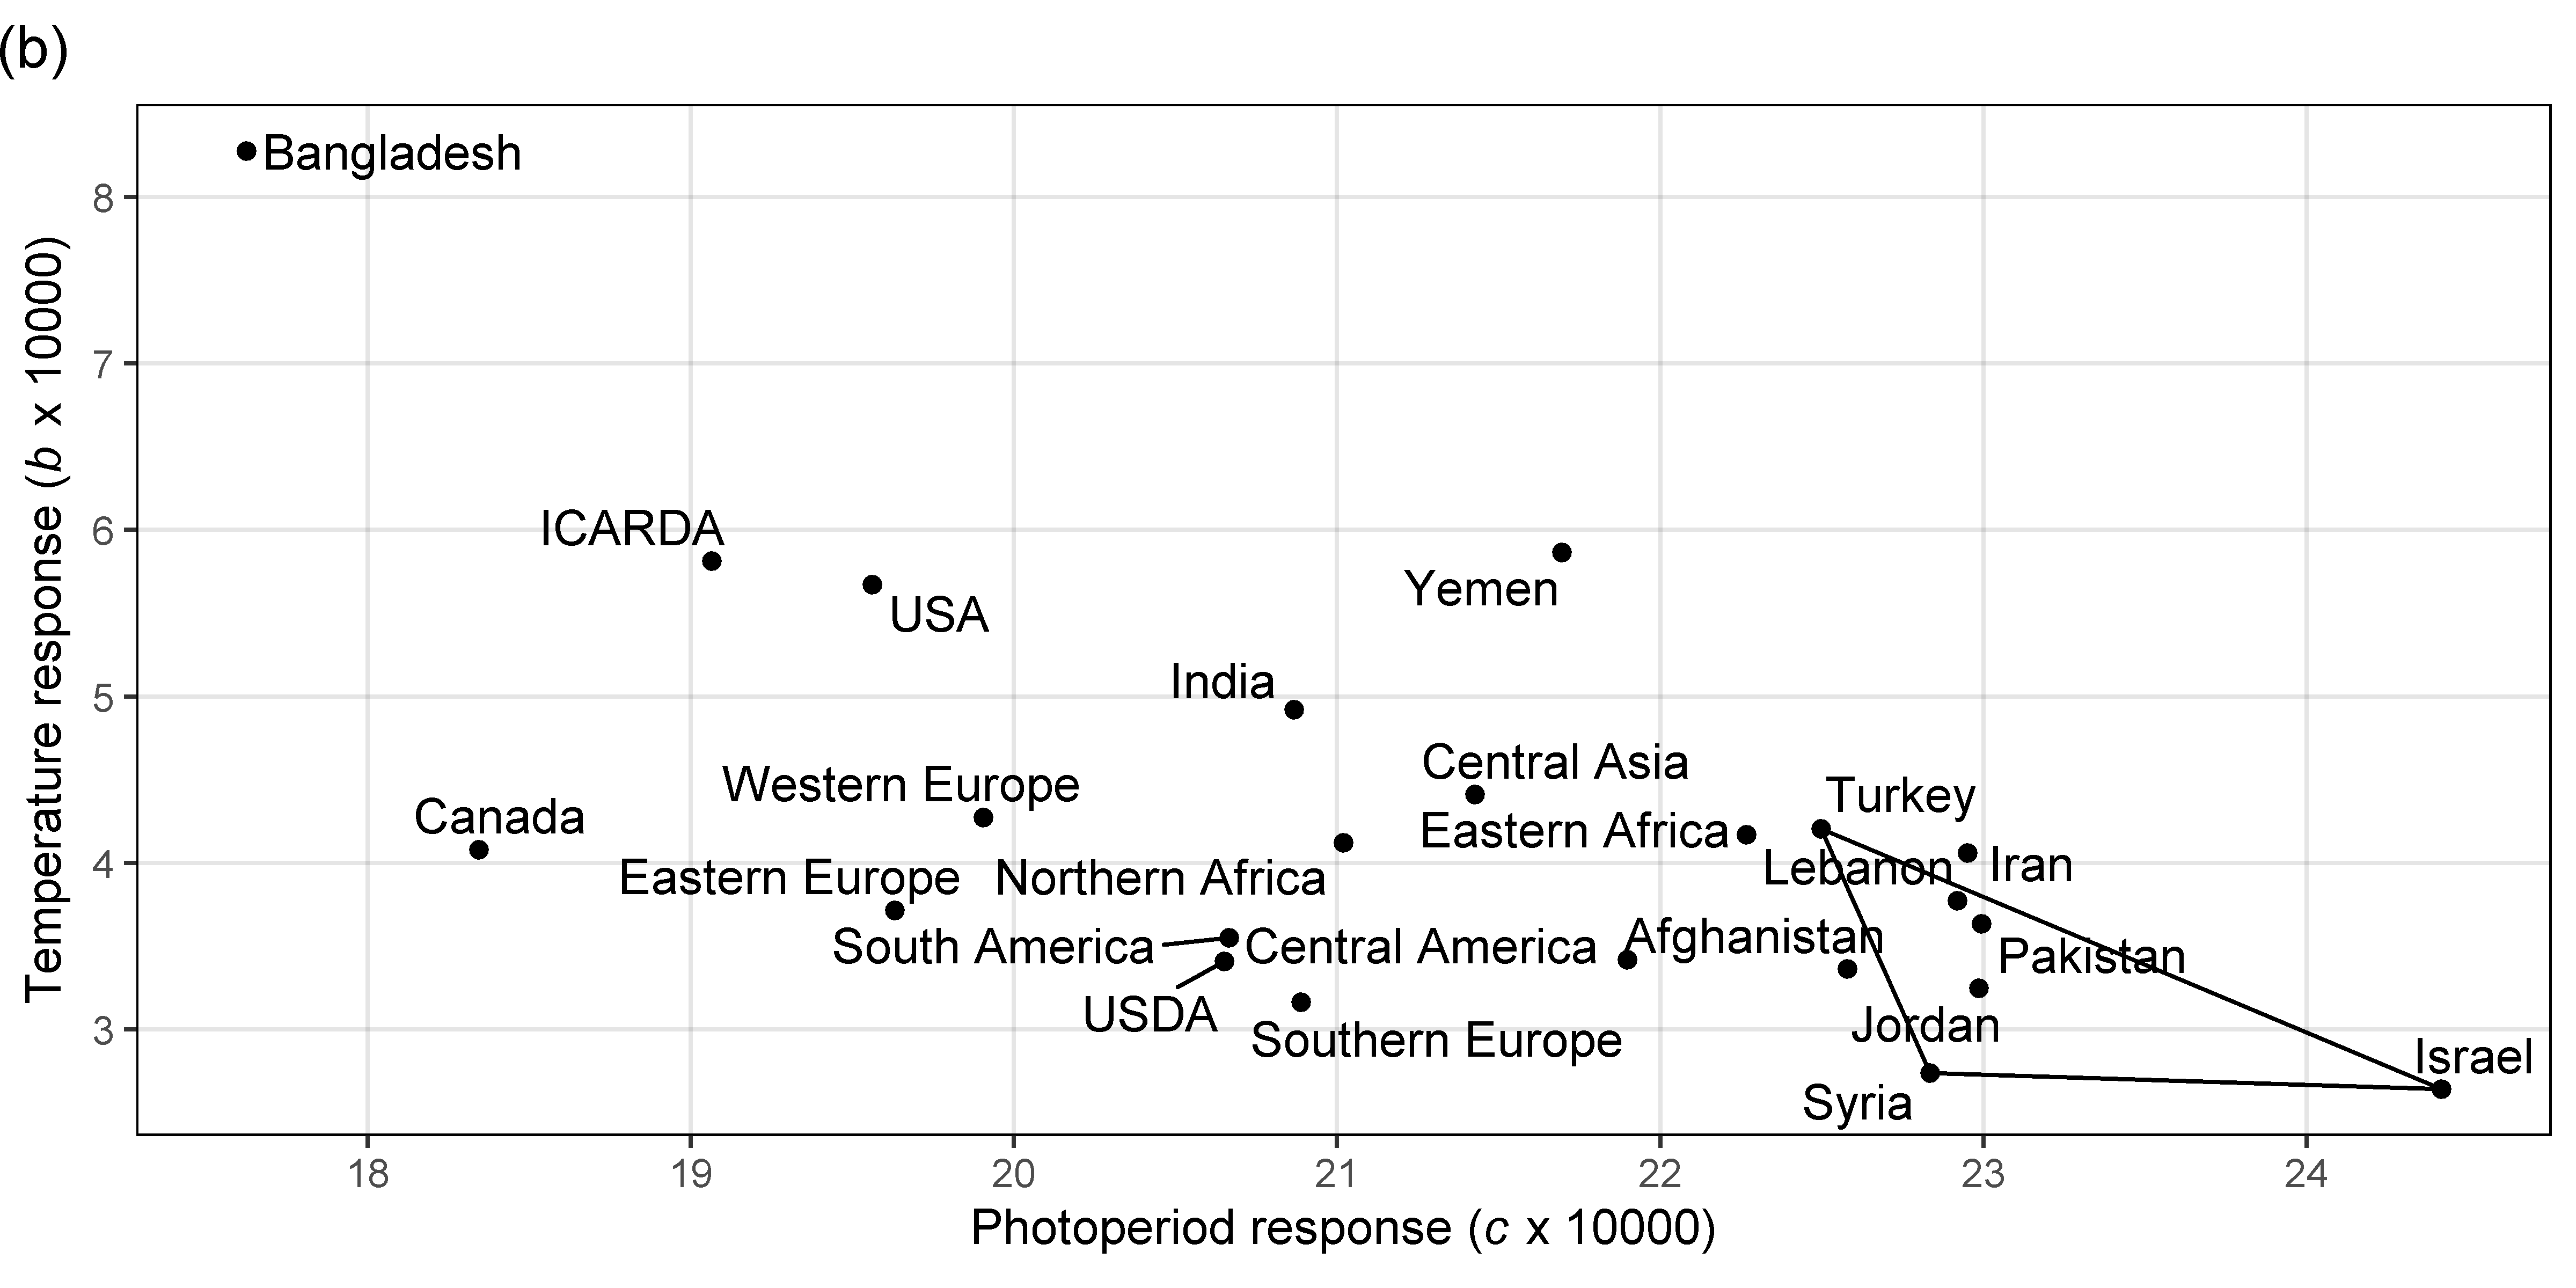 (b)
Bangladesh
8
7
ICARDA
6
Yemen
USA
India
5
Central Asia
Western Europe
Turkey
Canada
Eastern Africa
4
Lebanon
Iran
Eastern Europe
Northern Africa
South America
Central America
Afghanistan
Pakistan
USDA
3
Jordan
Southern Europe
Israel
Syria
Temperature response (b x 10000)
18
19
20
21
22
23
24
Photoperiod response (c x 10000)